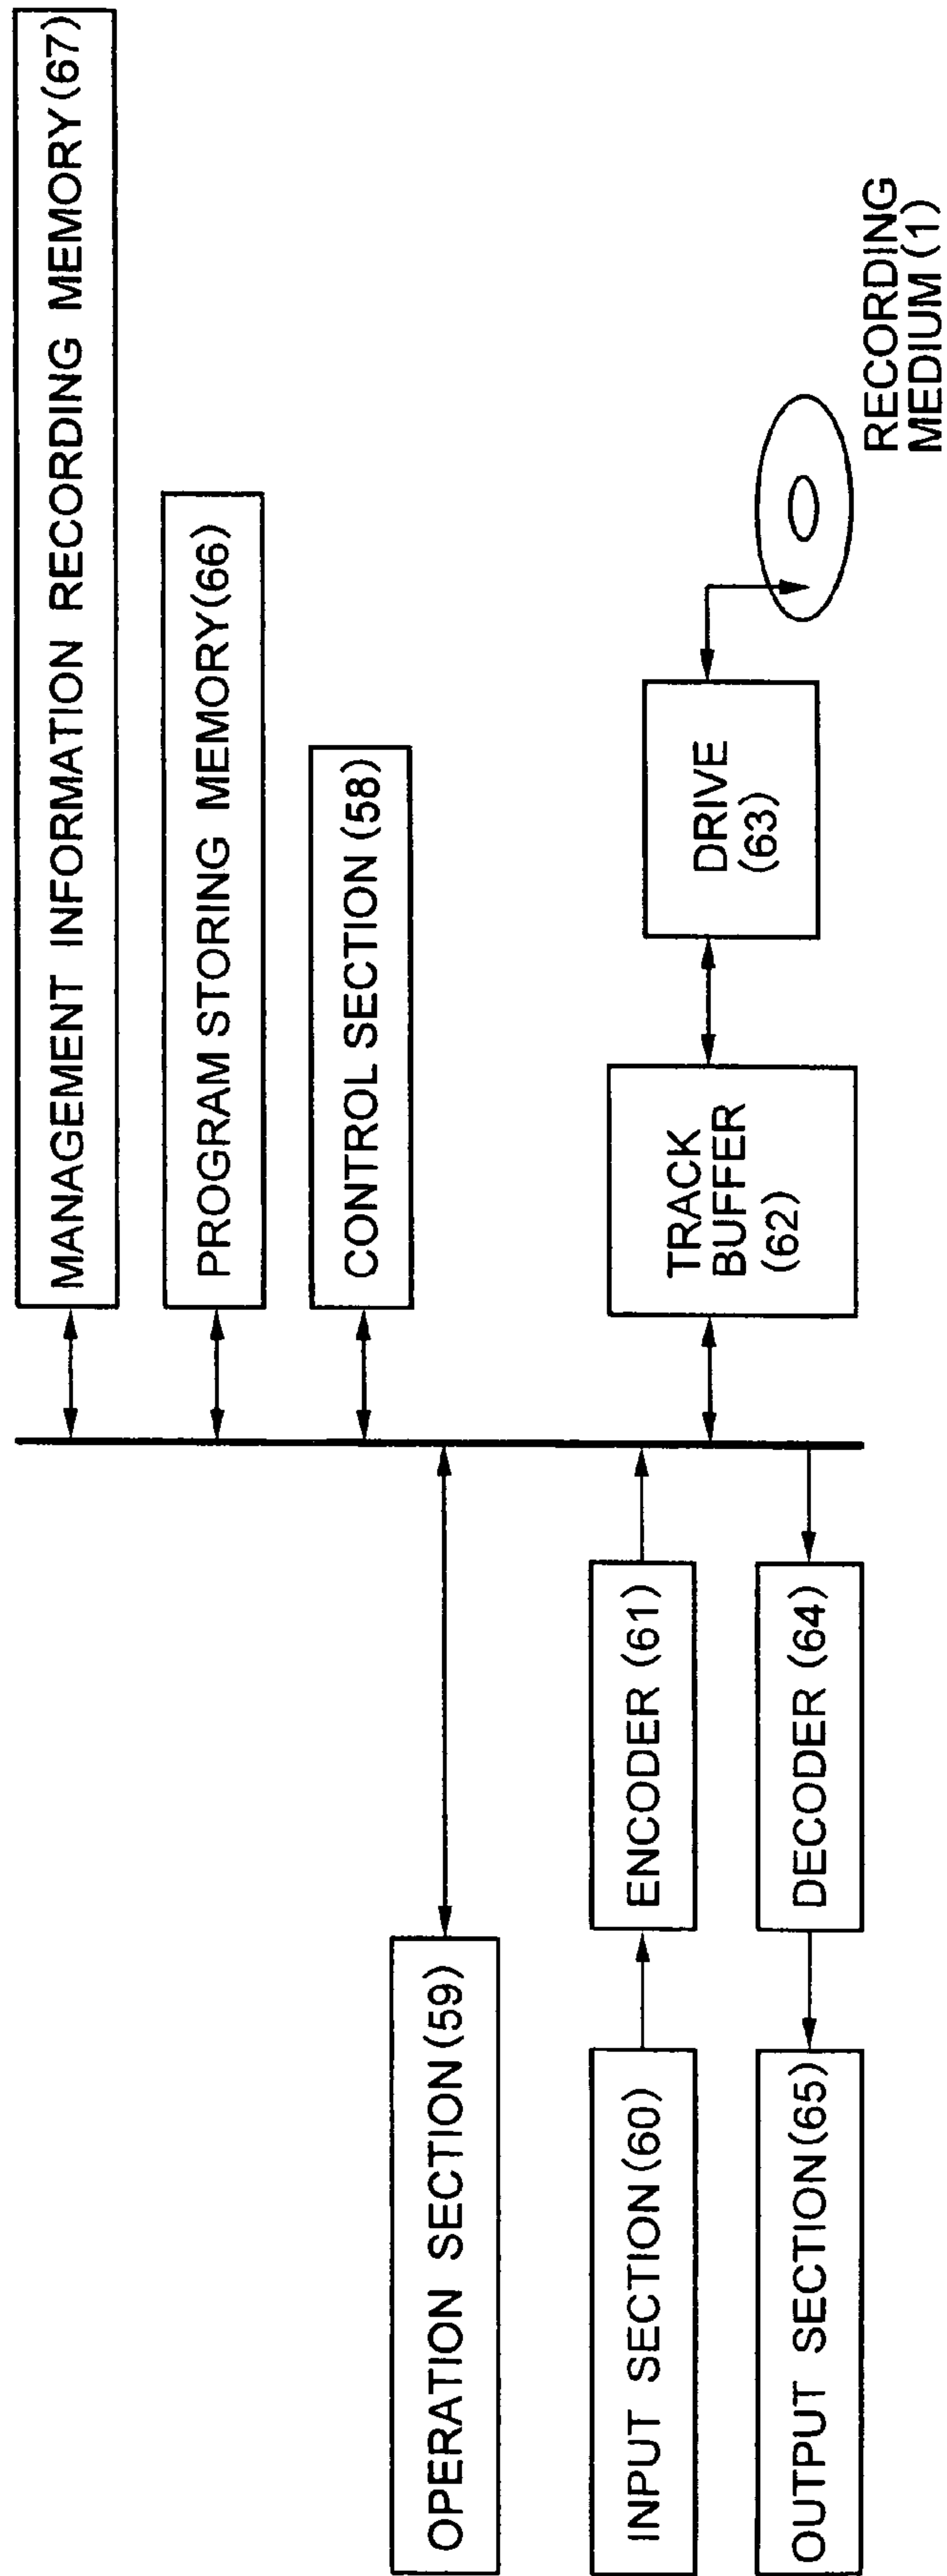 MANAGEMENT INFORMATION RECORDING MEMORY(67)
PROGRAM STORING MEMORY(66)
CONTROL SECTION (58)
OPERATION SECTION(59)
INPUT SECTION(60)
ENCODER (61)
TRACK
BUFFER
(62)
DRIVE
(63)
RECORDING
MEDIUM (1)
OUTPUT SECTION(65)
DECODER (64)